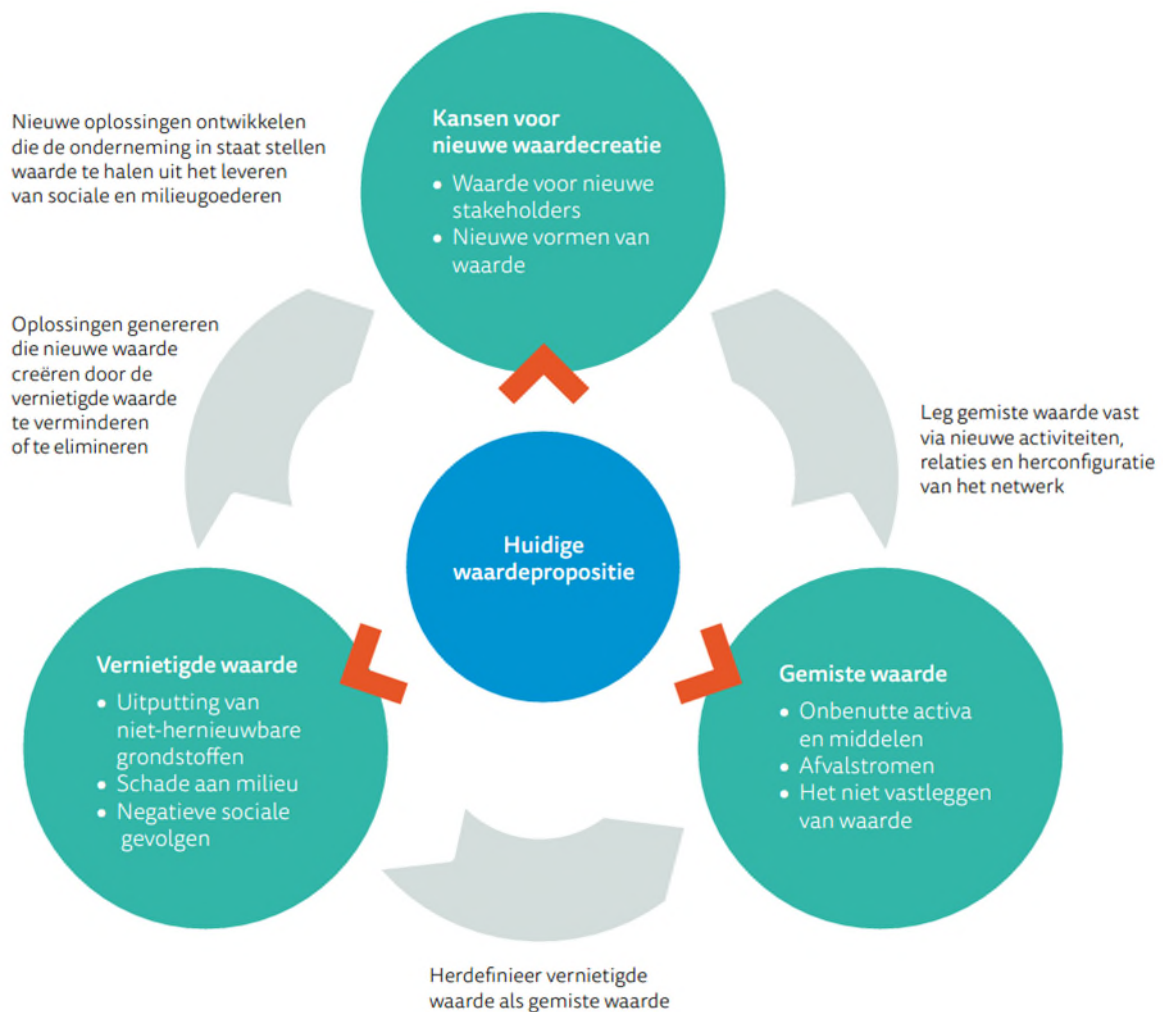 Kansen voor
nieuwe waardecreatie
• Waarde voor nieuwe
stakeholders
• Nieuwe vormen van
waarde
Nieuwe oplossingen ontwikkelen
die de onderneming in staat stellen
waarde te halen uit het leveren
van sociale en milieugoederen
Oplossingen genereren
die nieuwe waarde
creëren door de
vernietigde waarde
te verminderen
of te elimineren
Leg gemiste waarde vast
via nieuwe activiteiten,
relaties en herconfiguratie
van het netwerk
Huidige
waardepropositie
Vernietigde waarde
• Uitputting van
niet-hernieuwbare
grondstoffen
• Schade aan milieu
• Negatieve sociale
gevolgen
Gemiste waarde
• Onbenutte activa
en middelen
• Afvalstromen
• Het niet vastleggen
van waarde
Herdefinieer vernietigde
waarde als gemiste waarde